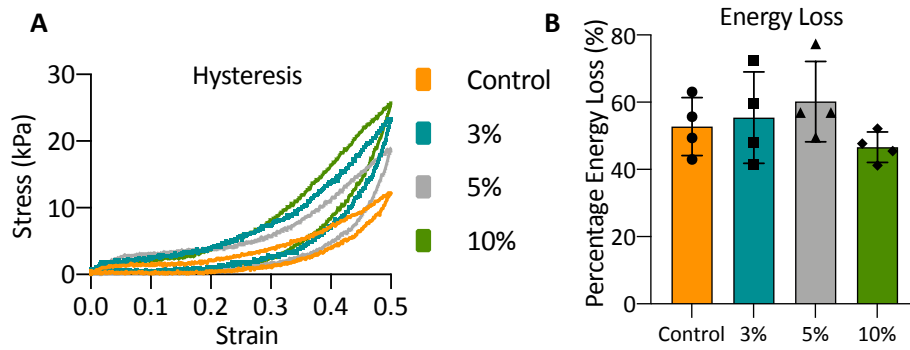 A
Hysteresis
Stress (kPa)
30
20
10
0
0.0 0.1 0.2 0.3 0.4 0.5
Strain
Control
3%
5%
10%
B
Energy Loss
Percentage Energy Loss (%)
80
60
40
20
0
Control 3% 5% 10%